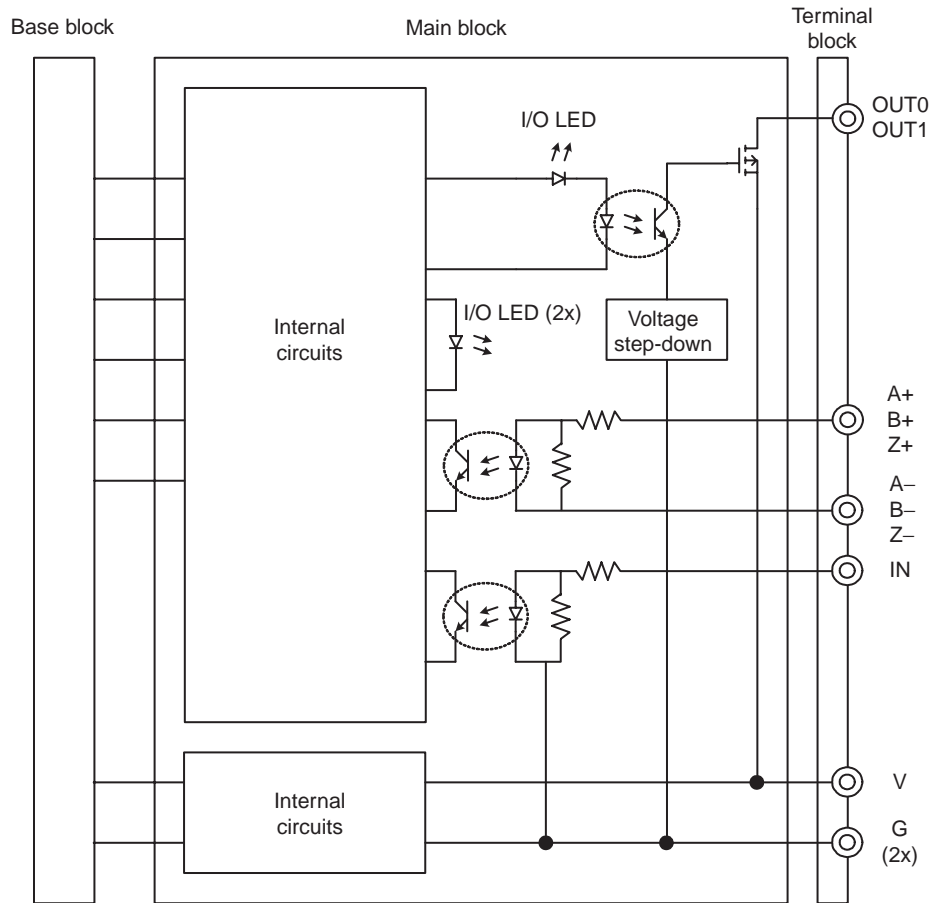 Base block
Main block
Terminal
block
OUT0
OUT1
I/O LED
Internal
circuits
I/O LED (2x)
Voltage
step-down
A+
B+
Z+
A–
B–
Z–
IN
Internal
circuits
V
G
(2x)